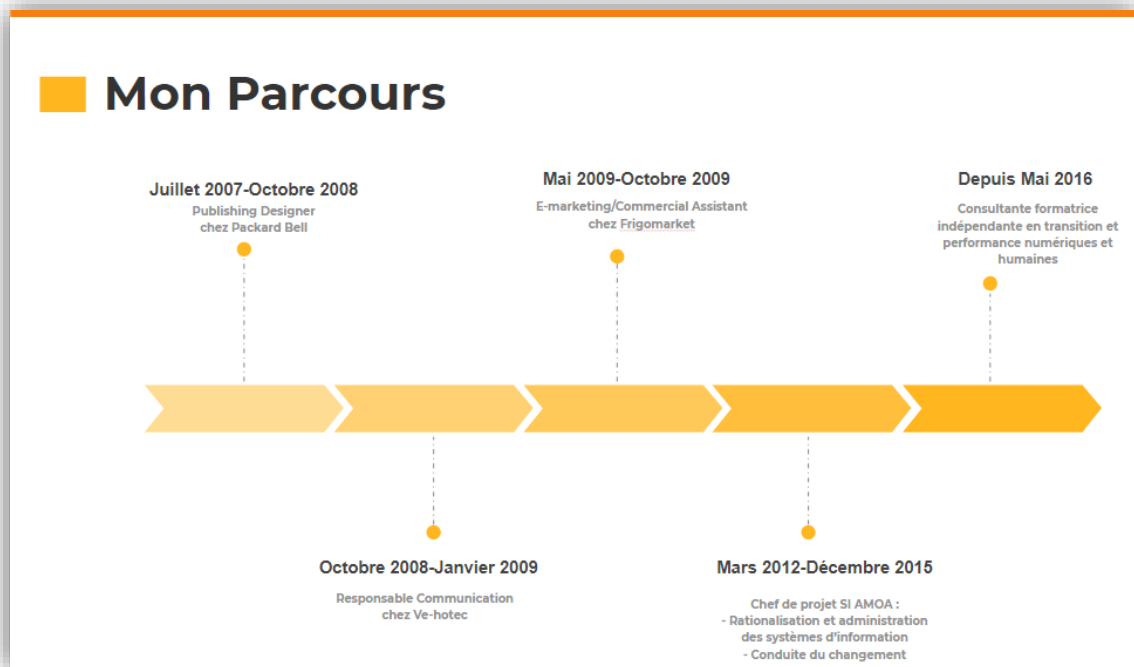 Mon Parcours
Juillet 2007-Octobre 2008
Publishing Designer
chez Packard Bell
Octobre 2008-Janvier 2009
Responsable Communication
chez Ve-hotec
Mai 2009-Octobre 2009
E-marketing/Commercial Assistant
chez Frigomarket
Mars 2012-Décembre 2015
Chef de projet SI AMOA :
- Rationalisation et administration
des systèmes d'information
- Conduite du changement
Depuis Mai 2016
Consultante formatrice
indépendante en transition et
performance numériques et
humaines